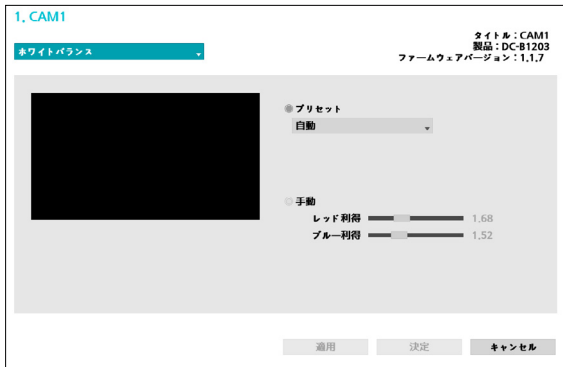 1. CAM1
タイトル : CAM1
製品 : DC-B1203
ファームウェアバージョン : 1.1.7
ホワイトバランス
プリセット
自動
手動
レッド利得 1.68
ブルー利得 1.52
適用 決定 キャンセル